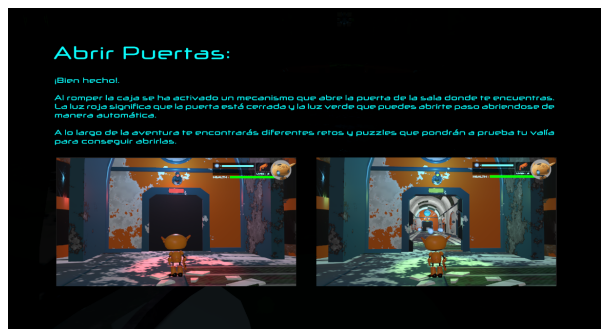 Abrir Puertas:
¡Bien hecho!.
Al romper la caja se ha activado un mecanismo que abre la puerta de la sala donde te encuentras.
La luz roja significa que la puerta está cerrada y la luz verde que puedes abrirte paso abriendose de
manera automática.
A lo largo de la aventura te encontrarás diferentes retos y puzzles que pondrán a prueba tu valía
para conseguir abrirlas.
HEALTH
HEALTH